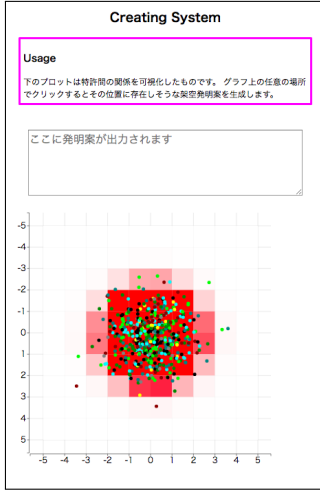 Creating System
Usage
下のプロットは特許間の関係を可視化したものです。 グラフ上の任意の場所
でクリックするとその位置に存在しそうな架空発明案を生成します。
ここに発明案が出力されます
-5
-4
-3
-2
-1
0
1
2
3
4
5
-5 -4 -3 -2 -1 0 1 2 3 4 5